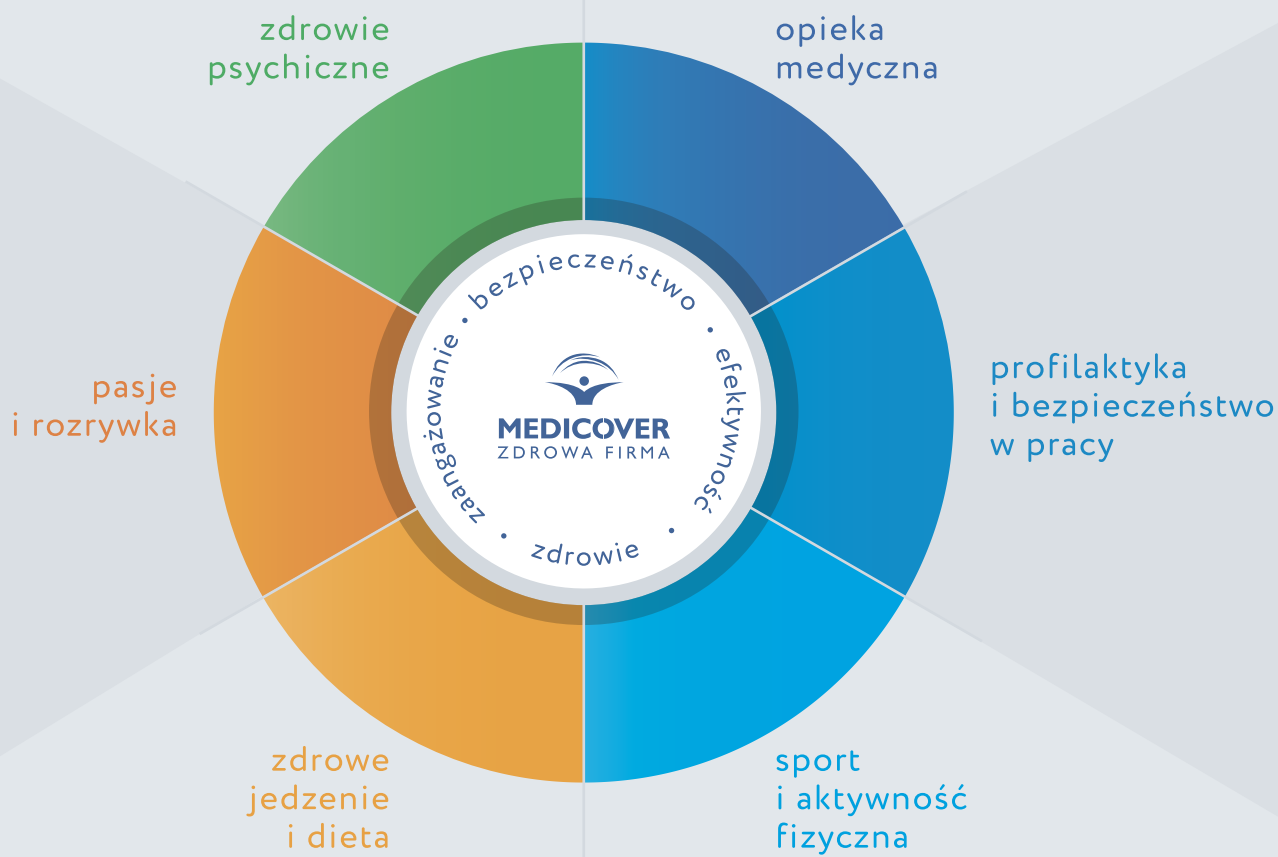 zdrowie
psychiczne
opieka
medyczna
profilaktyka
i bezpieczeństwo
w pracy
sport
i aktywność
fizyczna
zdrowe
jedzenie
i dieta
pasje
i rozrywka
• bezpieczeństwo • efektywność • zdrowie • zaangażowanie
MEDICOVER
ZDROWA FIRMA